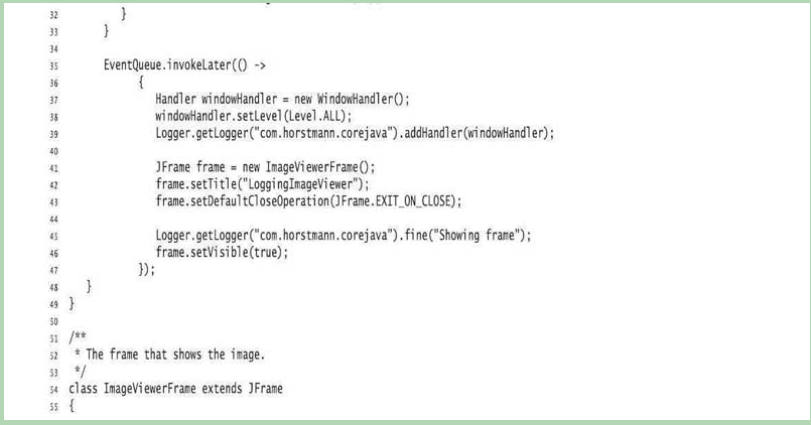 32 }
33 }
34
35 EventQueue.invokeLater(() ->
36 {
37 Handler windowHandler = new WindowHandler();
38 windowHandler.setLevel(Level.ALL);
39 Logger.getLogger("com.horstmann.corejava").addHandler(windowHandler);
40
41 JFrame frame = new ImageViewerFrame();
42 frame.setTitle("LoggingImageViewer");
43 frame.setDefaultCloseOperation(JFrame.EXIT_ON_CLOSE);
44
45 Logger.getLogger("com.horstmann.corejava").fine("Showing frame");
46 frame.setVisible(true);
47 });
48 }
49 }
50
51 /**
52 * The frame that shows the image.
53 */
54 class ImageViewerFrame extends JFrame
55 {